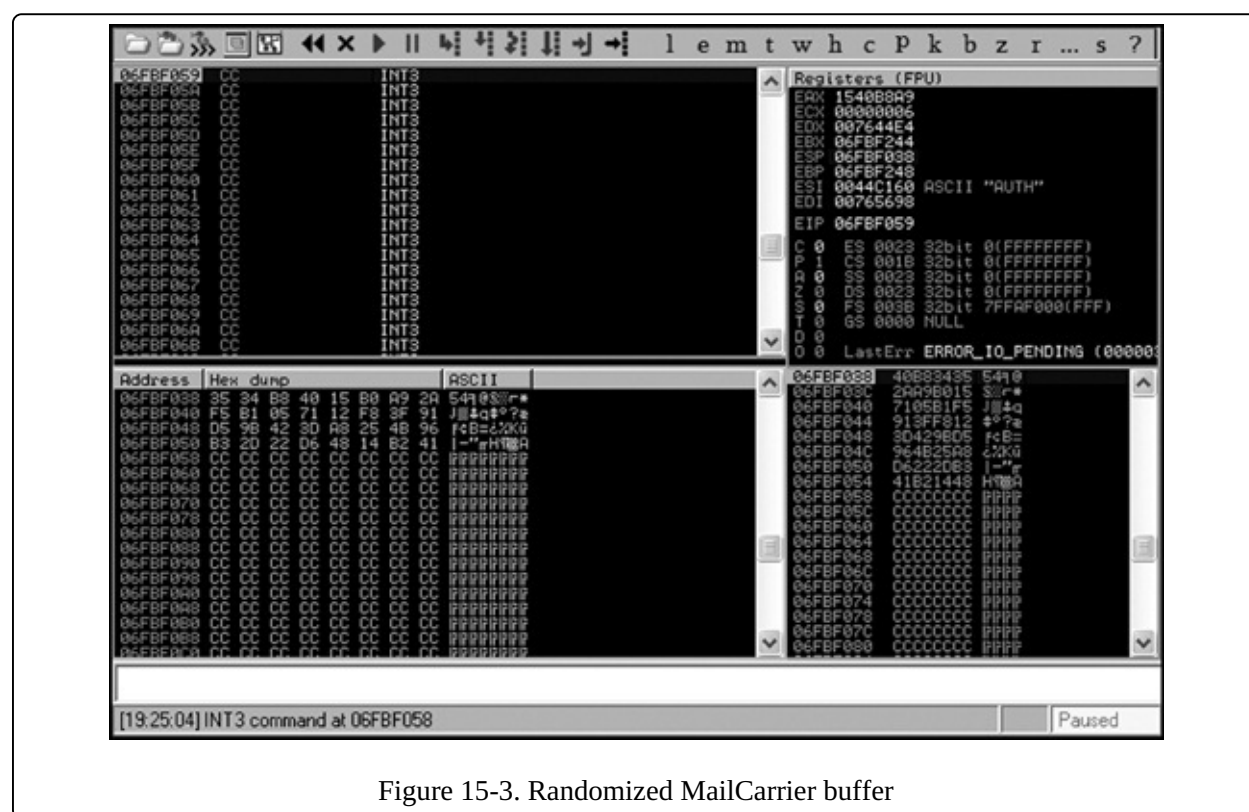 l e m t w h c P k b z r ... s ?
06FBF059 CC INT3
06FBF05A CC INT3
06FBF05B CC INT3
06FBF05C CC INT3
06FBF05D CC INT3
06FBF05E CC INT3
06FBF05F CC INT3
06FBF060 CC INT3
06FBF061 CC INT3
06FBF062 CC INT3
06FBF063 CC INT3
06FBF064 CC INT3
06FBF065 CC INT3
06FBF066 CC INT3
06FBF067 CC INT3
06FBF068 CC INT3
06FBF069 CC INT3
06FBF06A CC INT3
06FBF06B CC INT3
Registers (FPU)
EAX 1540B8A9
ECX 00000006
EDX 007644E4
EBX 06FBF244
ESP 06FBF038
EBP 06FBF248
ESI 0044C160 ASCII "AUTH"
EDI 00765698
EIP 06FBF059
C 0 ES 0023 32bit 0(FFFFFFFF)
P 1 CS 001B 32bit 0(FFFFFFFF)
A 0 SS 0023 32bit 0(FFFFFFFF)
Z 0 DS 0023 32bit 0(FFFFFFFF)
S 0 FS 003B 32bit 7FFAF000(FFF)
T 0 GS 0000 NULL
D 0
O 0 LastErr ERROR_IO_PENDING (000003
Address Hex dump ASCII
06FBF038 35 34 B8 40 15 B0 A9 2A
06FBF040 F5 B1 05 71 12 F8 3F 91
06FBF048 D5 9B 42 3D A8 25 4B 96
06FBF050 B3 2D 22 D6 48 14 B2 41
06FBF058 CC CC CC CC CC CC CC CC
06FBF060 CC CC CC CC CC CC CC CC
06FBF068 CC CC CC CC CC CC CC CC
06FBF070 CC CC CC CC CC CC CC CC
06FBF078 CC CC CC CC CC CC CC CC
06FBF080 CC CC CC CC CC CC CC CC
06FBF088 CC CC CC CC CC CC CC CC
06FBF090 CC CC CC CC CC CC CC CC
06FBF098 CC CC CC CC CC CC CC CC
06FBF0A0 CC CC CC CC CC CC CC CC
06FBF0A8 CC CC CC CC CC CC CC CC
06FBF0B0 CC CC CC CC CC CC CC CC
06FBF0B8 CC CC CC CC CC CC CC CC
06FBF0C0 CC CC CC CC CC CC CC CC
06FBF038 40B83435
06FBF03C 2AA9B015
06FBF040 7105B1F5
06FBF044 913FF812
06FBF048 3D429BD5
06FBF04C 964B25A8
06FBF050 D6222DB3
06FBF054 41B21448
06FBF058 CCCCCCCC
06FBF05C CCCCCCCC
06FBF060 CCCCCCCC
06FBF064 CCCCCCCC
06FBF068 CCCCCCCC
06FBF06C CCCCCCCC
06FBF070 CCCCCCCC
06FBF074 CCCCCCCC
06FBF078 CCCCCCCC
06FBF07C CCCCCCCC
06FBF080 CCCCCCCC
[19:25:04] INT3 command at 06FBF058
Paused
Figure 15-3. Randomized MailCarrier buffer